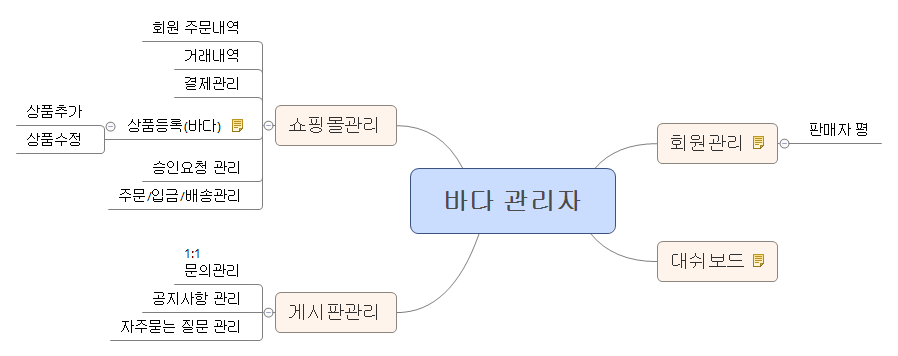 바다 관리자
쇼핑몰관리
회원 주문내역
거래내역
결제관리
상품등록(바다)
상품추가
상품수정
승인요청 관리
주문/입금/배송관리
게시판관리
1:1
문의관리
공지사항 관리
자주묻는 질문 관리
회원관리
판매자 평
대쉬보드